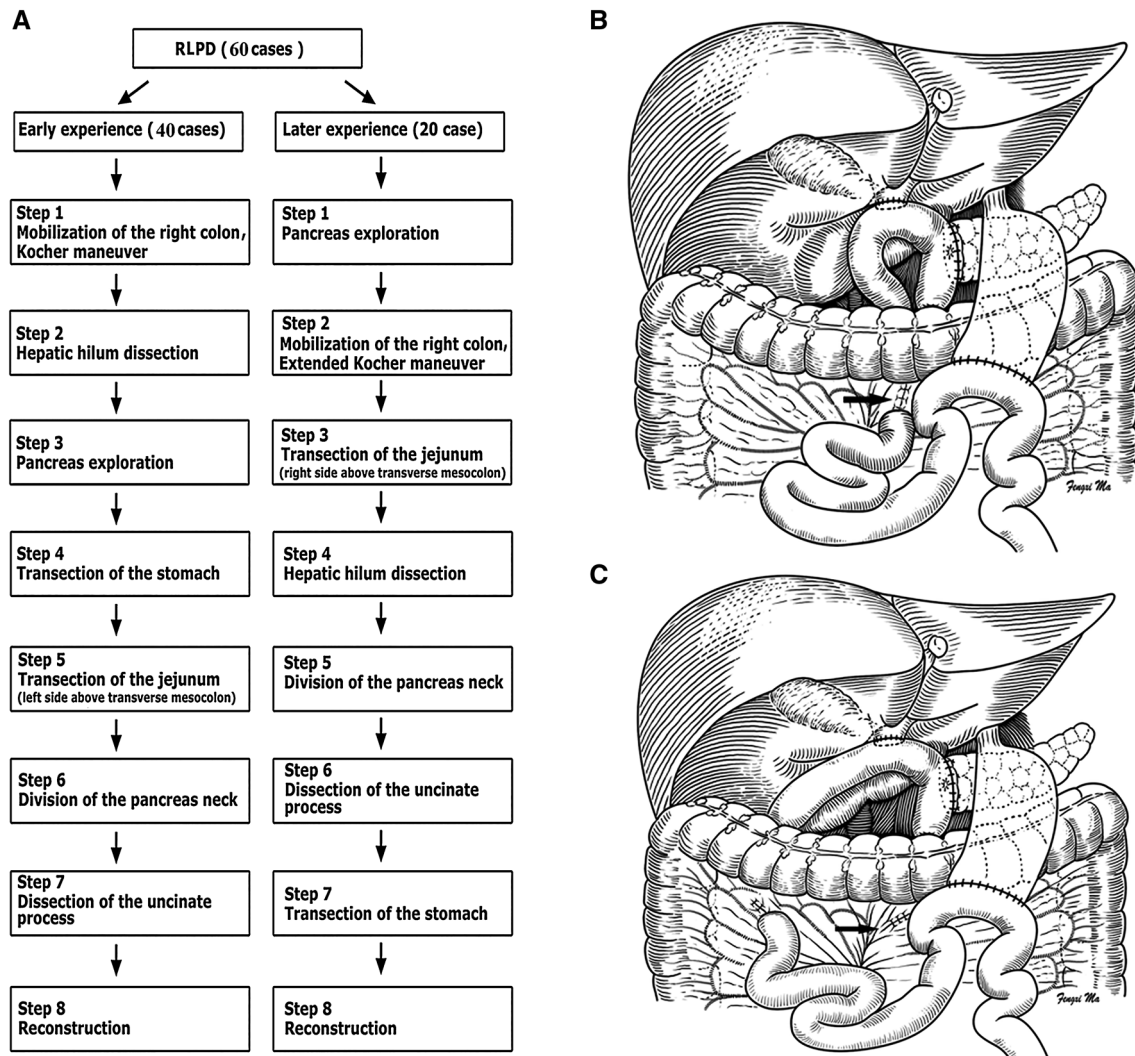 A
RLPD ( 60 cases )
Early experience ( 40 cases)
Step 1
Mobilization of the right colon,
Kocher maneuver
Step 2
Hepatic hilum dissection
Step 3
Pancreas exploration
Step 4
Transection of the stomach
Step 5
Transection of the jejunum
(left side above transverse mesocolon)
Step 6
Division of the pancreas neck
Step 7
Dissection of the uncinate
process
Step 8
Reconstruction
Later experience (20 case)
Step 1
Pancreas exploration
Step 2
Mobilization of the right colon,
Extended Kocher maneuver
Step 3
Transection of the jejunum
(right side above transverse mesocolon)
Step 4
Hepatic hilum dissection
Step 5
Division of the pancreas neck
Step 6
Dissection of the uncinate
process
Step 7
Transection of the stomach
Step 8
Reconstruction
B
Fengxi Ma
C
Fengxi Ma